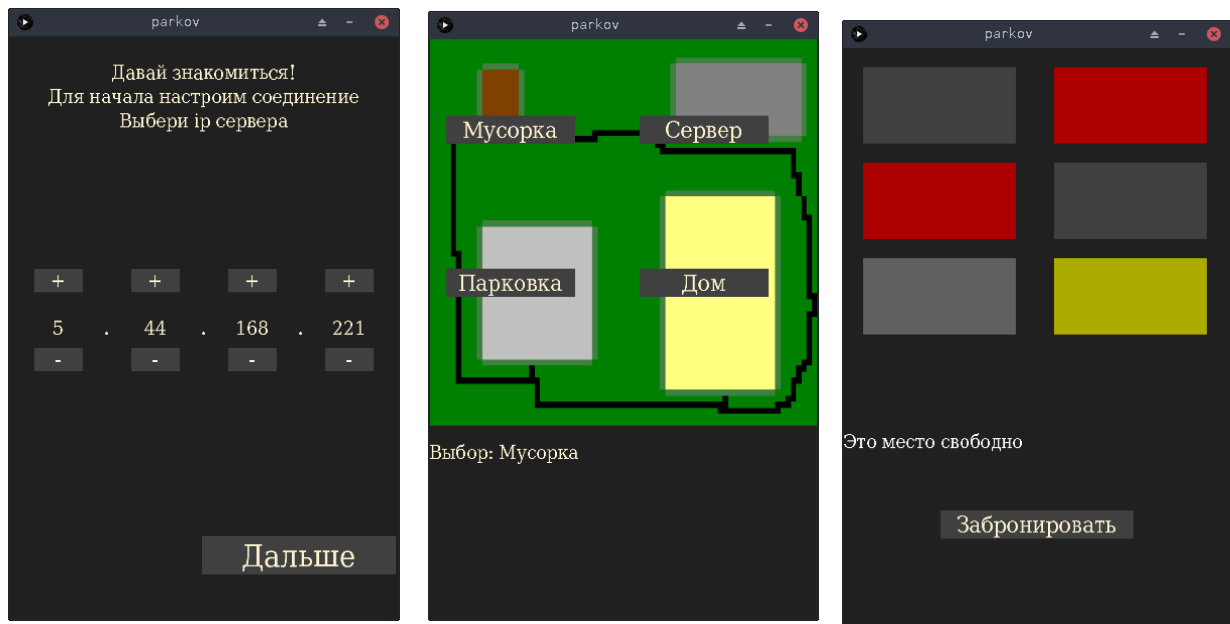 parkov
Давай знакомиться!
Для начала настроим соединение
Выбери ip сервера
+ + + +
5 . 44 . 168 . 221
- - - -
Дальше
parkov
Мусорка Сервер
Парковка Дом
Выбор: Мусорка
parkov
Это место свободно
Забронировать